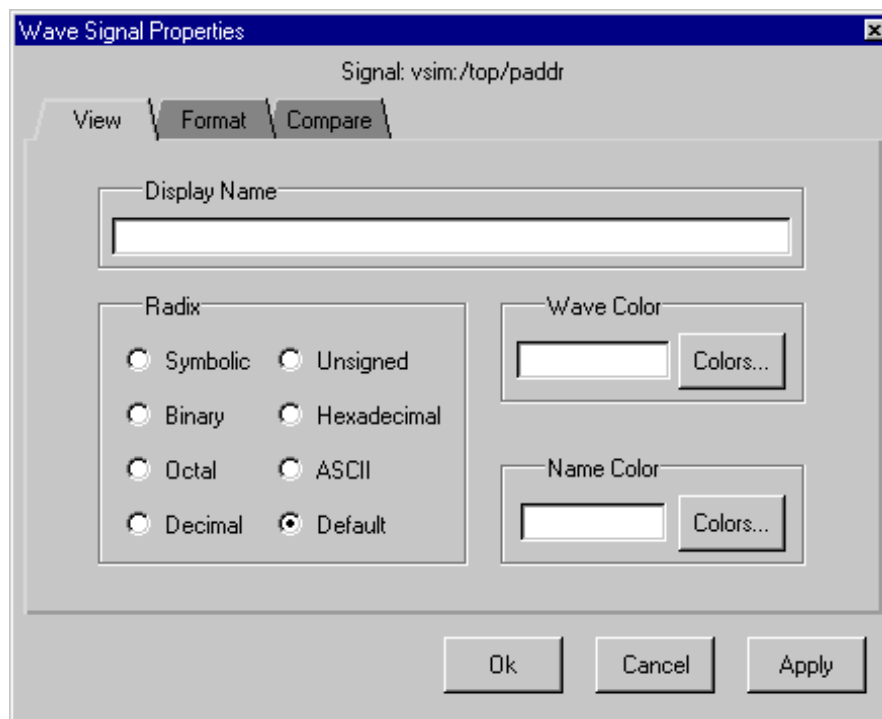 Wave Signal Properties
Signal: vsim:/top/paddr
View Format Compare
Display Name
Radix
Symbolic Unsigned
Binary Hexadecimal
Octal ASCII
Decimal Default
Wave Color
Colors...
Name Color
Colors...
Ok Cancel Apply